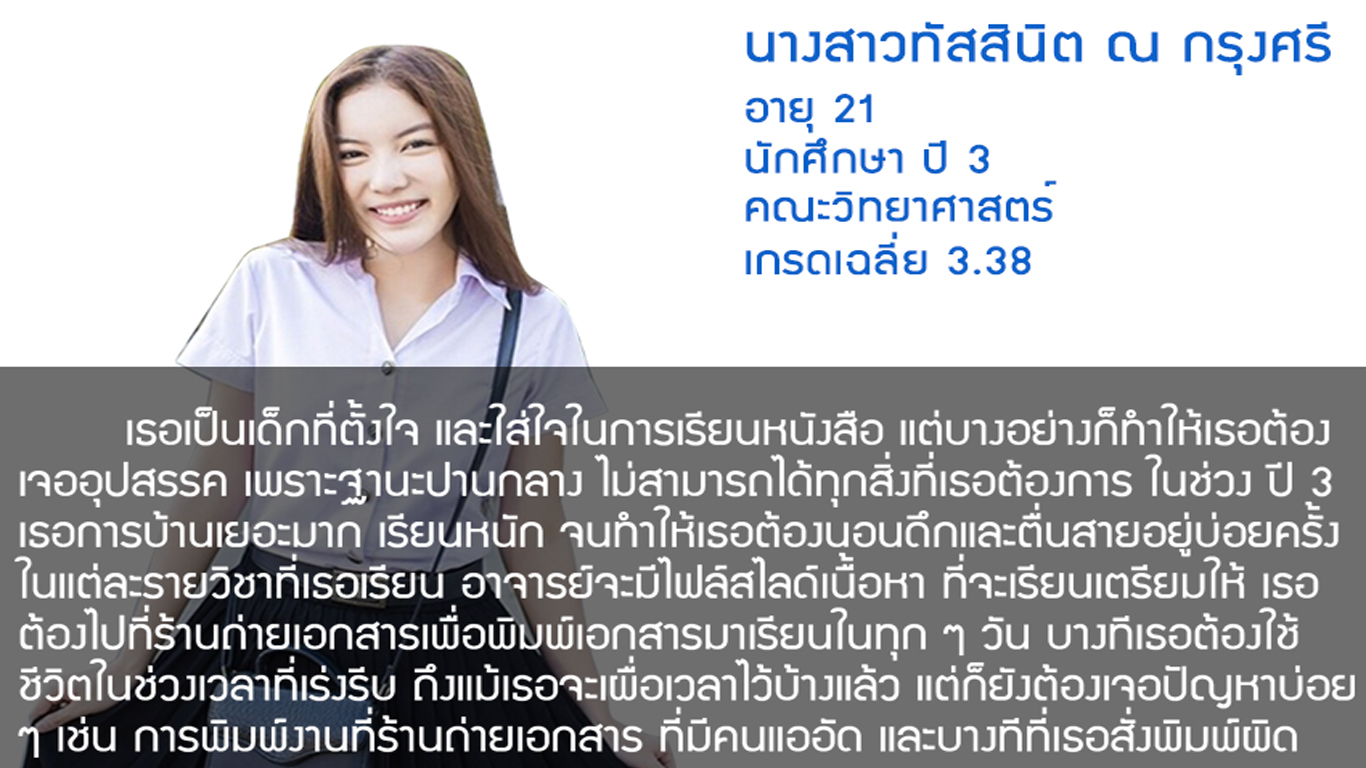 นางสาวทัสสินิต ณ กรุงศรี
อายุ 21
นักศึกษา ปี 3
คณะวิทยาศาสตร์
เกรดเฉลี่ย 3.38
เธอเป็นเด็กที่ตั้งใจ และใส่ใจในการเรียนหนังสือ แต่บางอย่างก็ทำให้เธอต้อง
เจออุปสรรค เพราะฐานะปานกลาง ไม่สามารถได้ทุกสิ่งที่เธอต้องการ ในช่วง ปี 3
เธอการบ้านเยอะมาก เรียนหนัก จนทำให้เธอต้องนอนดึกและตื่นสายอยู่บ่อยครั้ง
ในแต่ละรายวิชาที่เธอเรียน อาจารย์จะมีไฟล์สไลด์เนื้อหา ที่จะเรียนเตรียมให้ เธอ
ต้องไปที่ร้านถ่ายเอกสารเพื่อพิมพ์เอกสารมาเรียนในทุก ๆ วัน บางทีเธอต้องใช้
ชีวิตในช่วงเวลาที่เร่งรีบ ถึงแม้เธอจะเผื่อเวลาไว้บ้างแล้ว แต่ก็ยังต้องเจอปัญหาบ่อย
ๆ เช่น การพิมพ์งานที่ร้านถ่ายเอกสาร ที่มีคนแออัด และบางทีที่เธอสั่งพิมพ์ผิด